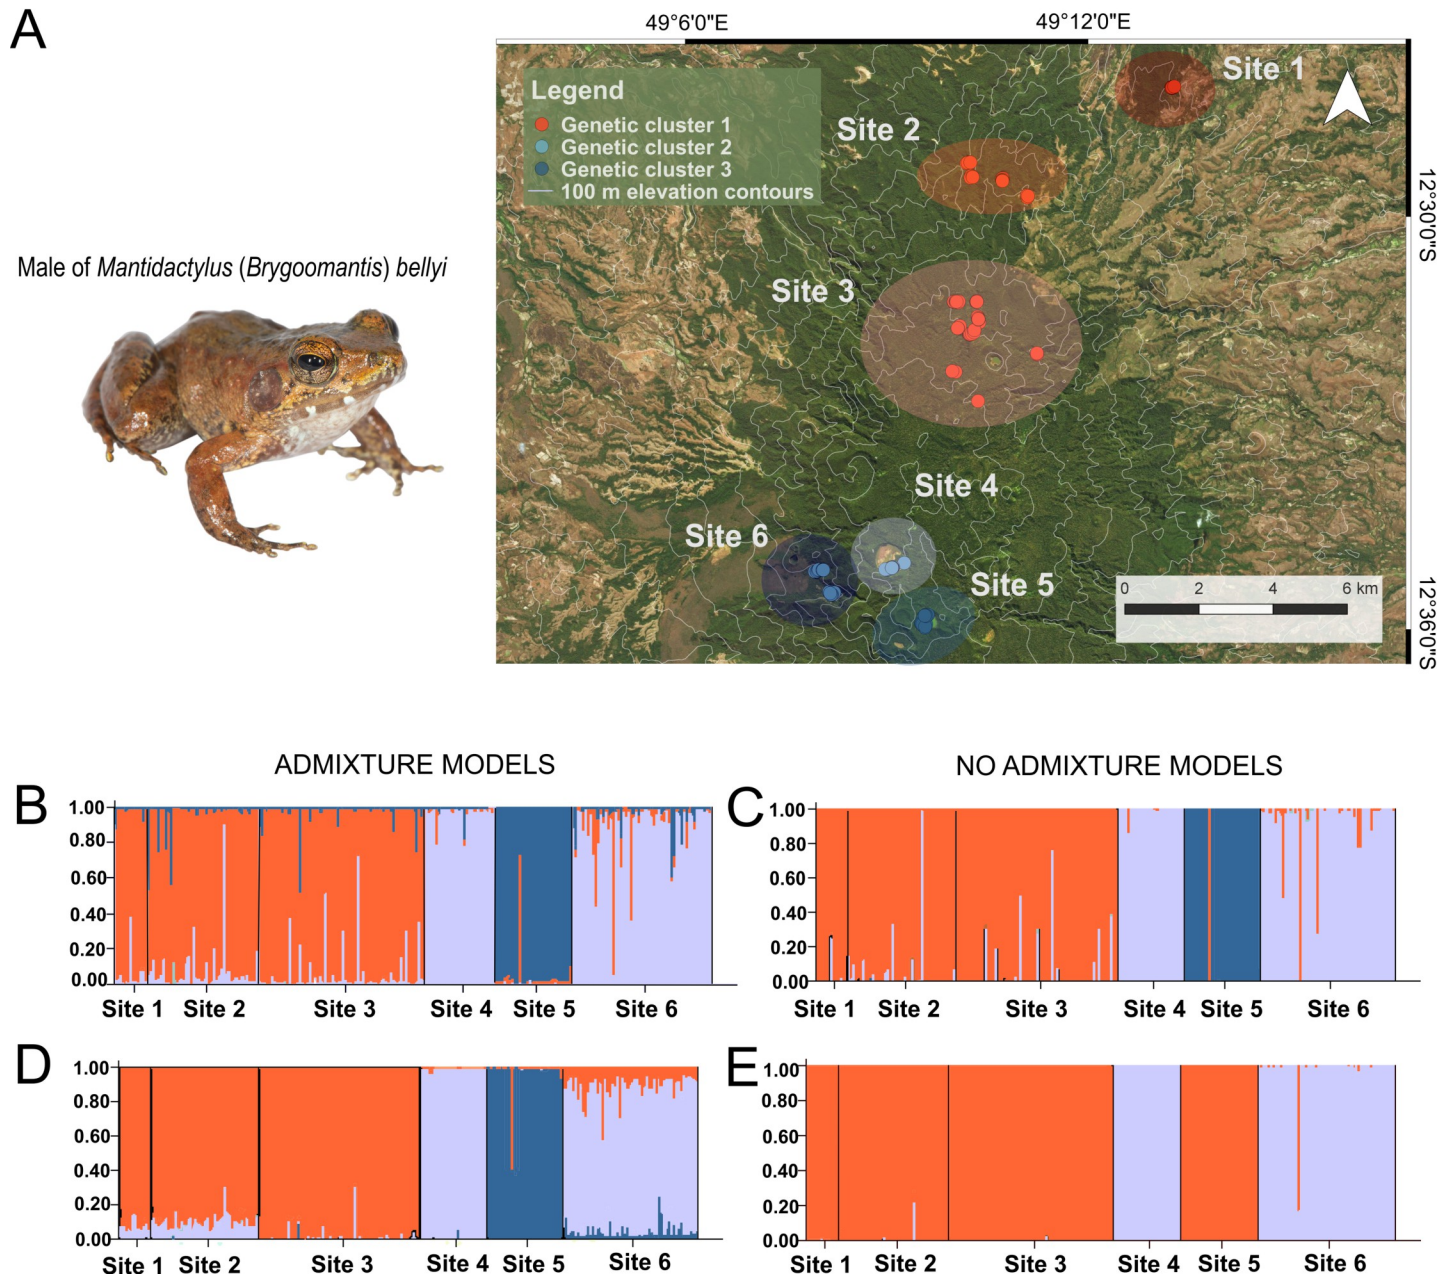 A
49°6'0"E
49°12'0"E
Site 1
Legend
Genetic cluster 1
Genetic cluster 2
Genetic cluster 3
100 m elevation contours
Site 2
12°30'0"S
Male of Mantidactylus (Brygoomantis) bellyi
Site 3
Site 4
Site 6
Site 5
0 2 4 6 km
12°36'0"S
ADMIXTURE MODELS
NO ADMIXTURE MODELS
B
1.00
0.80
0.60
0.40
0.20
0.00
Site 1 Site 2 Site 3 Site 4 Site 5 Site 6
C
1.00
0.80
0.60
0.40
0.20
0.00
Site 1 Site 2 Site 3 Site 4 Site 5 Site 6
D
1.00
0.80
0.60
0.40
0.20
0.00
Site 1 Site 2 Site 3 Site 4 Site 5 Site 6
E
1.00
0.80
0.60
0.40
0.20
0.00
Site 1 Site 2 Site 3 Site 4 Site 5 Site 6